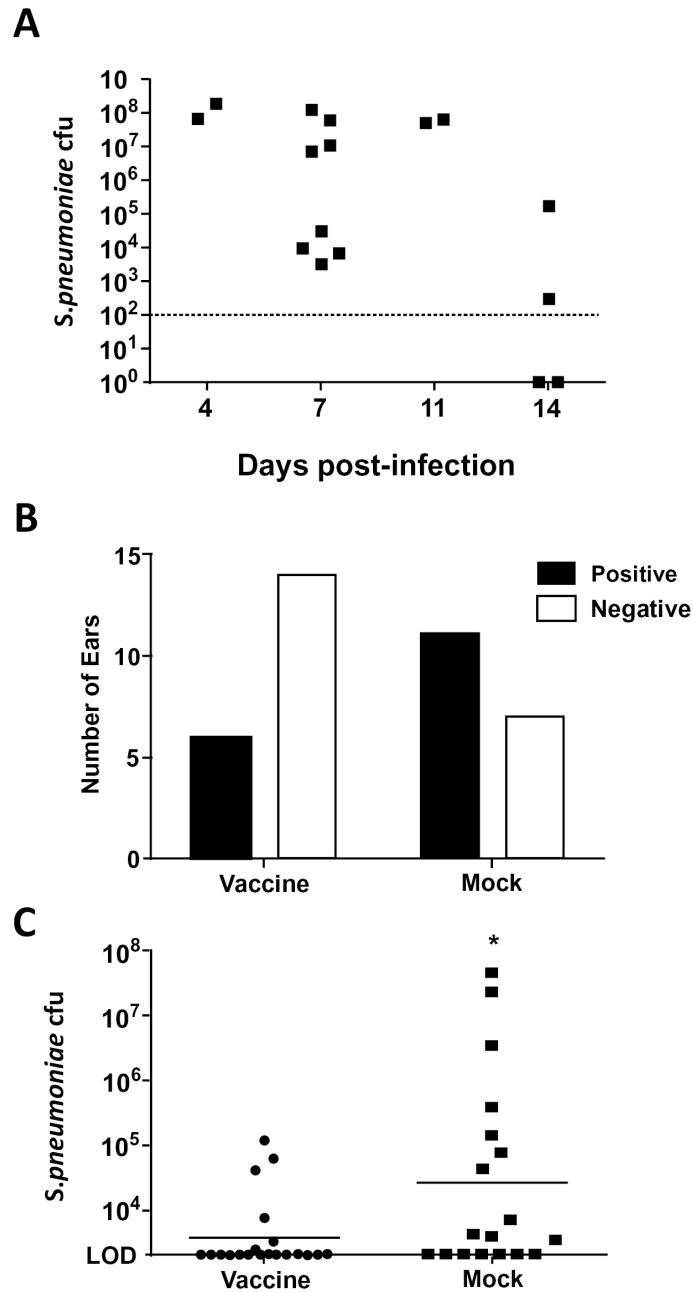 A
S.pneumoniae cfu
10
10⁸
10⁷
10⁶
10⁵
10⁴
10³
10²
10¹
10⁰
4 7 11 14
Days post-infection
B
Number of Ears
15
10
5
0
Positive
Negative
Vaccine Mock
C
S.pneumoniae cfu
10⁸
10⁷
10⁶
10⁵
10⁴
LOD
*
Vaccine Mock